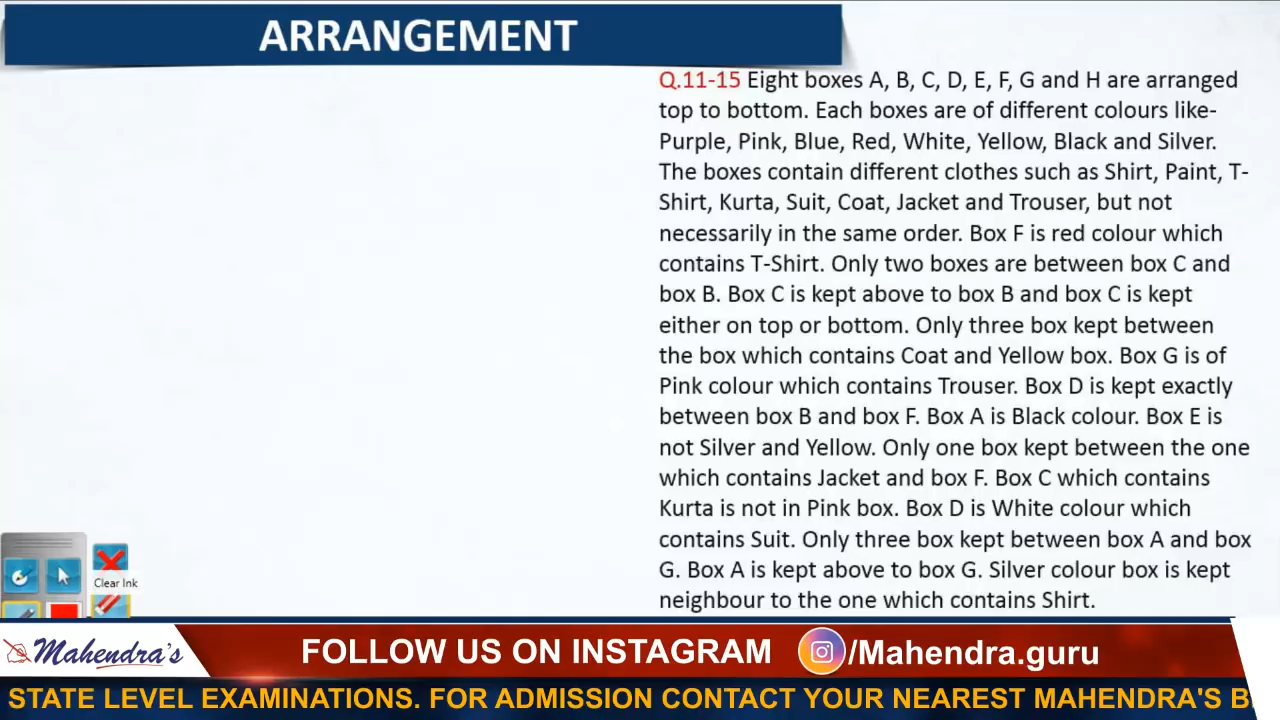 ARRANGEMENT
Q.11-15 Eight boxes A, B, C, D, E, F, G and H are arranged
top to bottom. Each boxes are of different colours like-
Purple, Pink, Blue, Red, White, Yellow, Black and Silver.
The boxes contain different clothes such as Shirt, Paint, T-
Shirt, Kurta, Suit, Coat, Jacket and Trouser, but not
necessarily in the same order. Box F is red colour which
contains T-Shirt. Only two boxes are between box C and
box B. Box C is kept above to box B and box C is kept
either on top or bottom. Only three box kept between
the box which contains Coat and Yellow box. Box G is of
Pink colour which contains Trouser. Box D is kept exactly
between box B and box F. Box A is Black colour. Box E is
not Silver and Yellow. Only one box kept between the one
which contains Jacket and box F. Box C which contains
Kurta is not in Pink box. Box D is White colour which
contains Suit. Only three box kept between box A and box
G. Box A is kept above to box G. Silver colour box is kept
neighbour to the one which contains Shirt.
Clear Ink
Mahendra's
FOLLOW US ON INSTAGRAM /Mahendra.guru
STATE LEVEL EXAMINATIONS. FOR ADMISSION CONTACT YOUR NEAREST MAHENDRA'S B